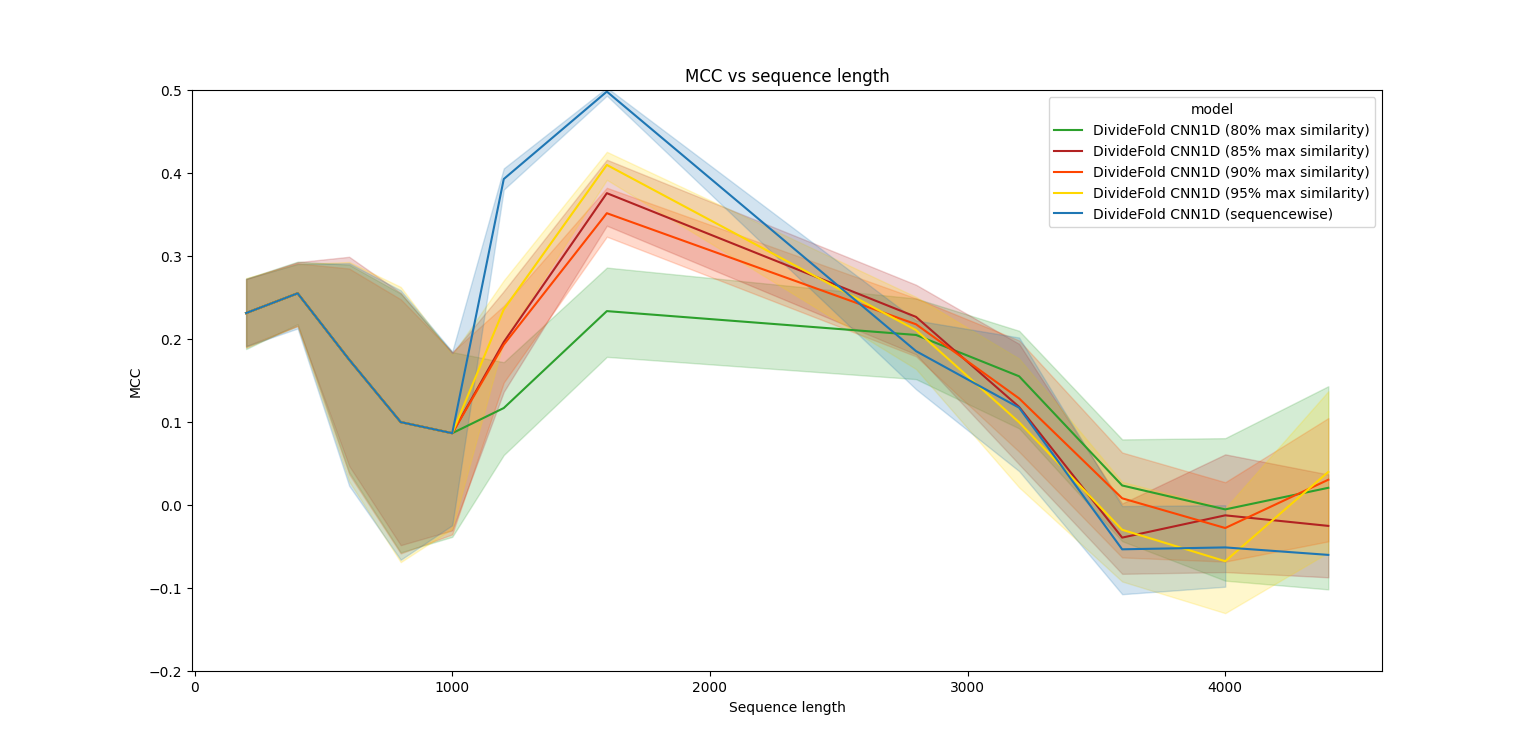 MCC vs sequence length
model
DivideFold CNN1D (80% max similarity)
DivideFold CNN1D (85% max similarity)
DivideFold CNN1D (90% max similarity)
DivideFold CNN1D (95% max similarity)
DivideFold CNN1D (sequencewise)
MCC
0.5
0.4
0.3
0.2
0.1
0.0
−0.1
−0.2
0 1000 2000 3000 4000
Sequence length